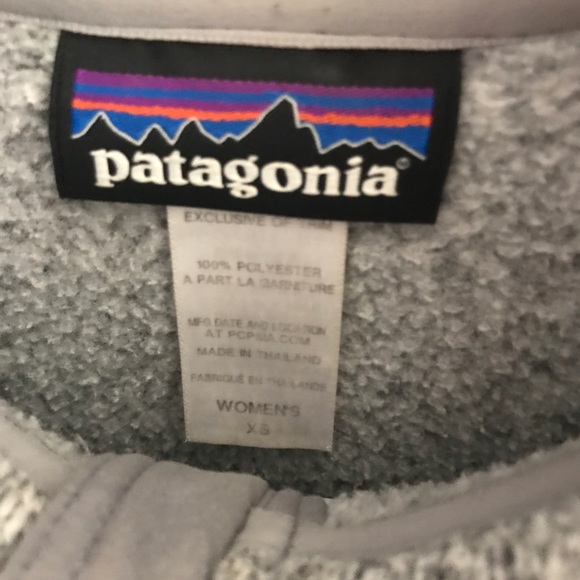 patagonia®
EXCLUSIVE OF TRIM
100% POLYESTER
A PART LA GARNITURE
MFG. DATE AND LOCATION
AT PCPSIA.COM
MADE IN THAILAND
FABRIQUÉ EN THAÏLANDE
WOMEN'S
XS